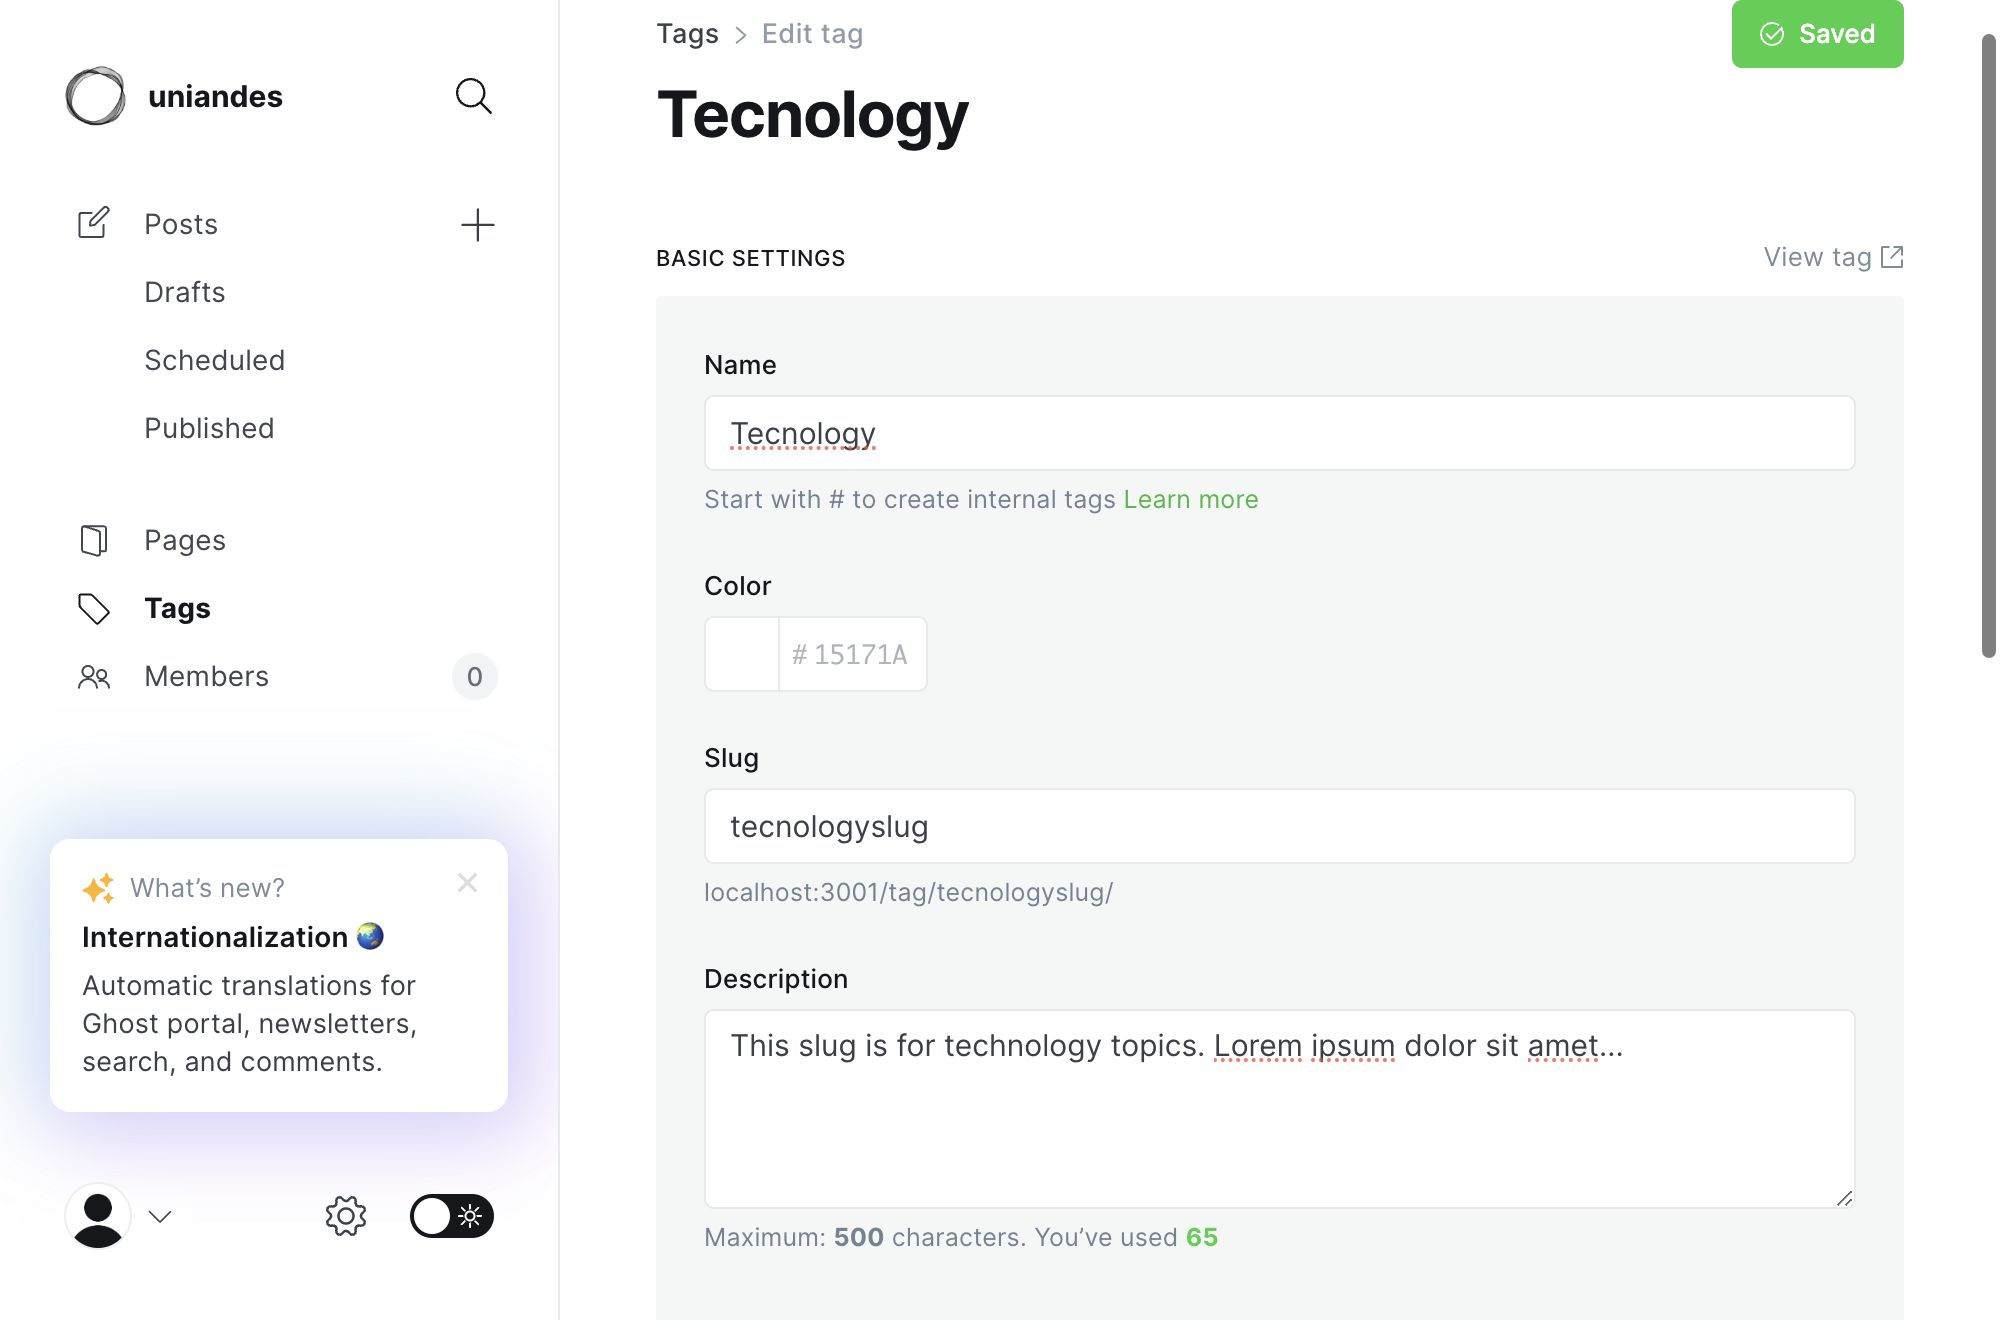 uniandes
Posts
Drafts
Scheduled
Published
Pages
Tags
Members 0
What’s new?
Internationalization
Automatic translations for
Ghost portal, newsletters,
search, and comments.
Tags > Edit tag
Saved
Tecnology
BASIC SETTINGS
View tag
Name
Tecnology
Start with # to create internal tags Learn more
Color
# 15171A
Slug
tecnologyslug
localhost:3001/tag/tecnologyslug/
Description
This slug is for technology topics. Lorem ipsum dolor sit amet...
Maximum: 500 characters. You’ve used 65